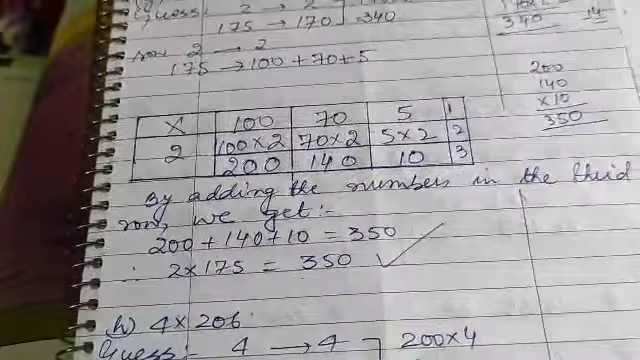 Guess:- 2 → 2
175 → 170 ] =340
340 14
now 2 → 2
175 → 100 + 70 + 5
200
140
x10
350
X 100 70 5 1
2 100×2 70×2 5×2 2
200 140 10 3
By adding the numbers in the third
row, we get:-
200 + 140 + 10 = 350
∴ 2 × 175 = 350 ✓
h) 4 × 206
Guess:- 4 → 4 ] 200×4